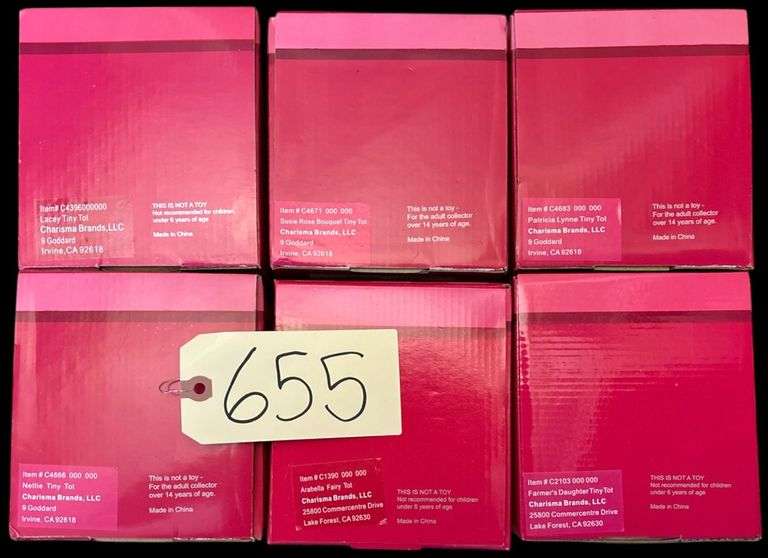 Item # C4396000000
Lacey Tiny Tot
Charisma Brands,LLC
9 Goddard
Irvine,CA 92618
THIS IS NOT A TOY
Not recommended for children
under 6 years of age.
Made in China
Item # C4671 000 000
Susie Rose Bouquet Tiny Tot
Charisma Brands, LLC
9 Goddard
Irvine, CA 92618
This is not a toy -
For the adult collector
over 14 years of age.
Made in China
Item # C4683 000 000
Patricia Lynne Tiny Tot
Charisma Brands, LLC
9 Goddard
Irvine, CA 92618
This is not a toy -
For the adult collector
over 14 years of age.
Made in China
655
Item # C4666 000 000
Nettie Tiny Tot
Charisma Brands, LLC
9 Goddard
Irvine, CA 92618
This is not a toy -
For the adult collector
over 14 years of age.
Made in China
Item # C1390 000 000
Arabella Fairy Tot
Charisma Brands, LLC
25800 Commercentre Drive
Lake Forest, CA 92630
THIS IS NOT A TOY
Not recommended for children
under 8 years of age.
Made in China
Item # C2103 000 000
Farmer's Daughter Tiny Tot
Charisma Brands, LLC
25800 Commercentre Drive
Lake Forest, CA 92630
THIS IS NOT A TOY
Not recommended for children
under 6 years of age.
Made in China